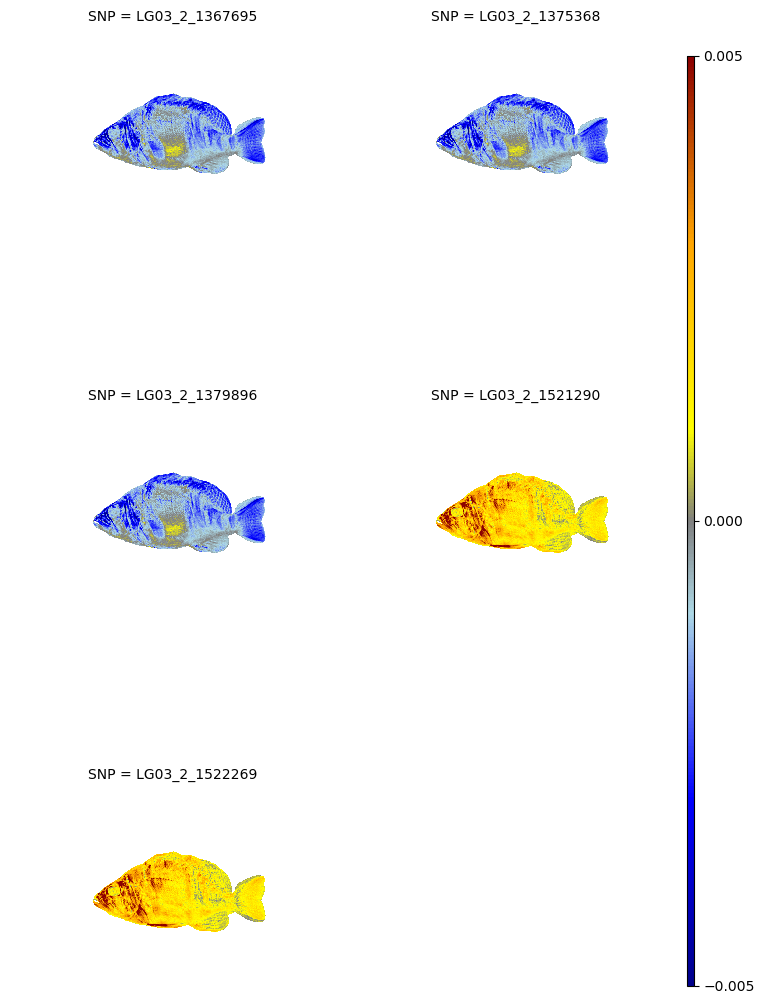 SNP = LG03_2_1367695
SNP = LG03_2_1375368
0.005
SNP = LG03_2_1379896
SNP = LG03_2_1521290
0.000
SNP = LG03_2_1522269
−0.005